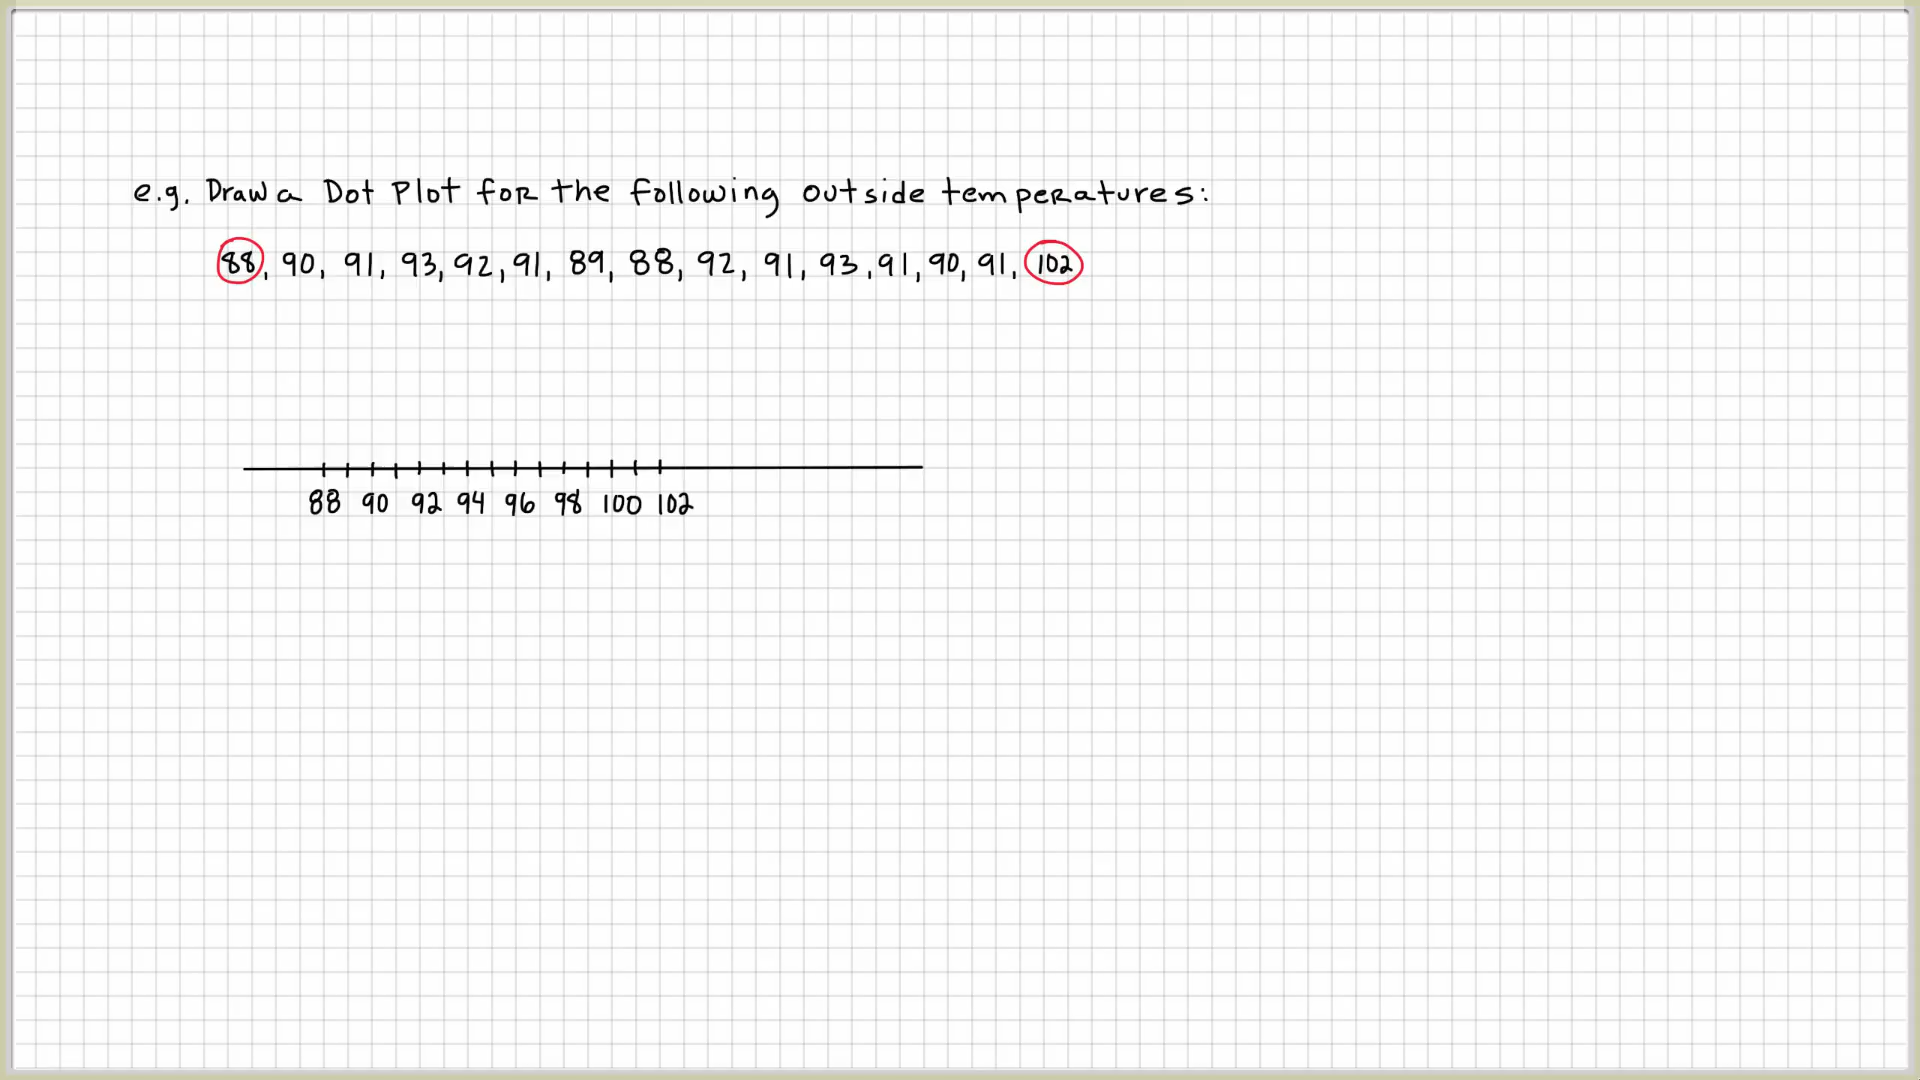 e.g. Draw a Dot Plot for the following outside temperatures:
88, 90, 91, 93, 92, 91, 89, 88, 92, 91, 93, 91, 90, 91, 102
88 90 92 94 96 98 100 102